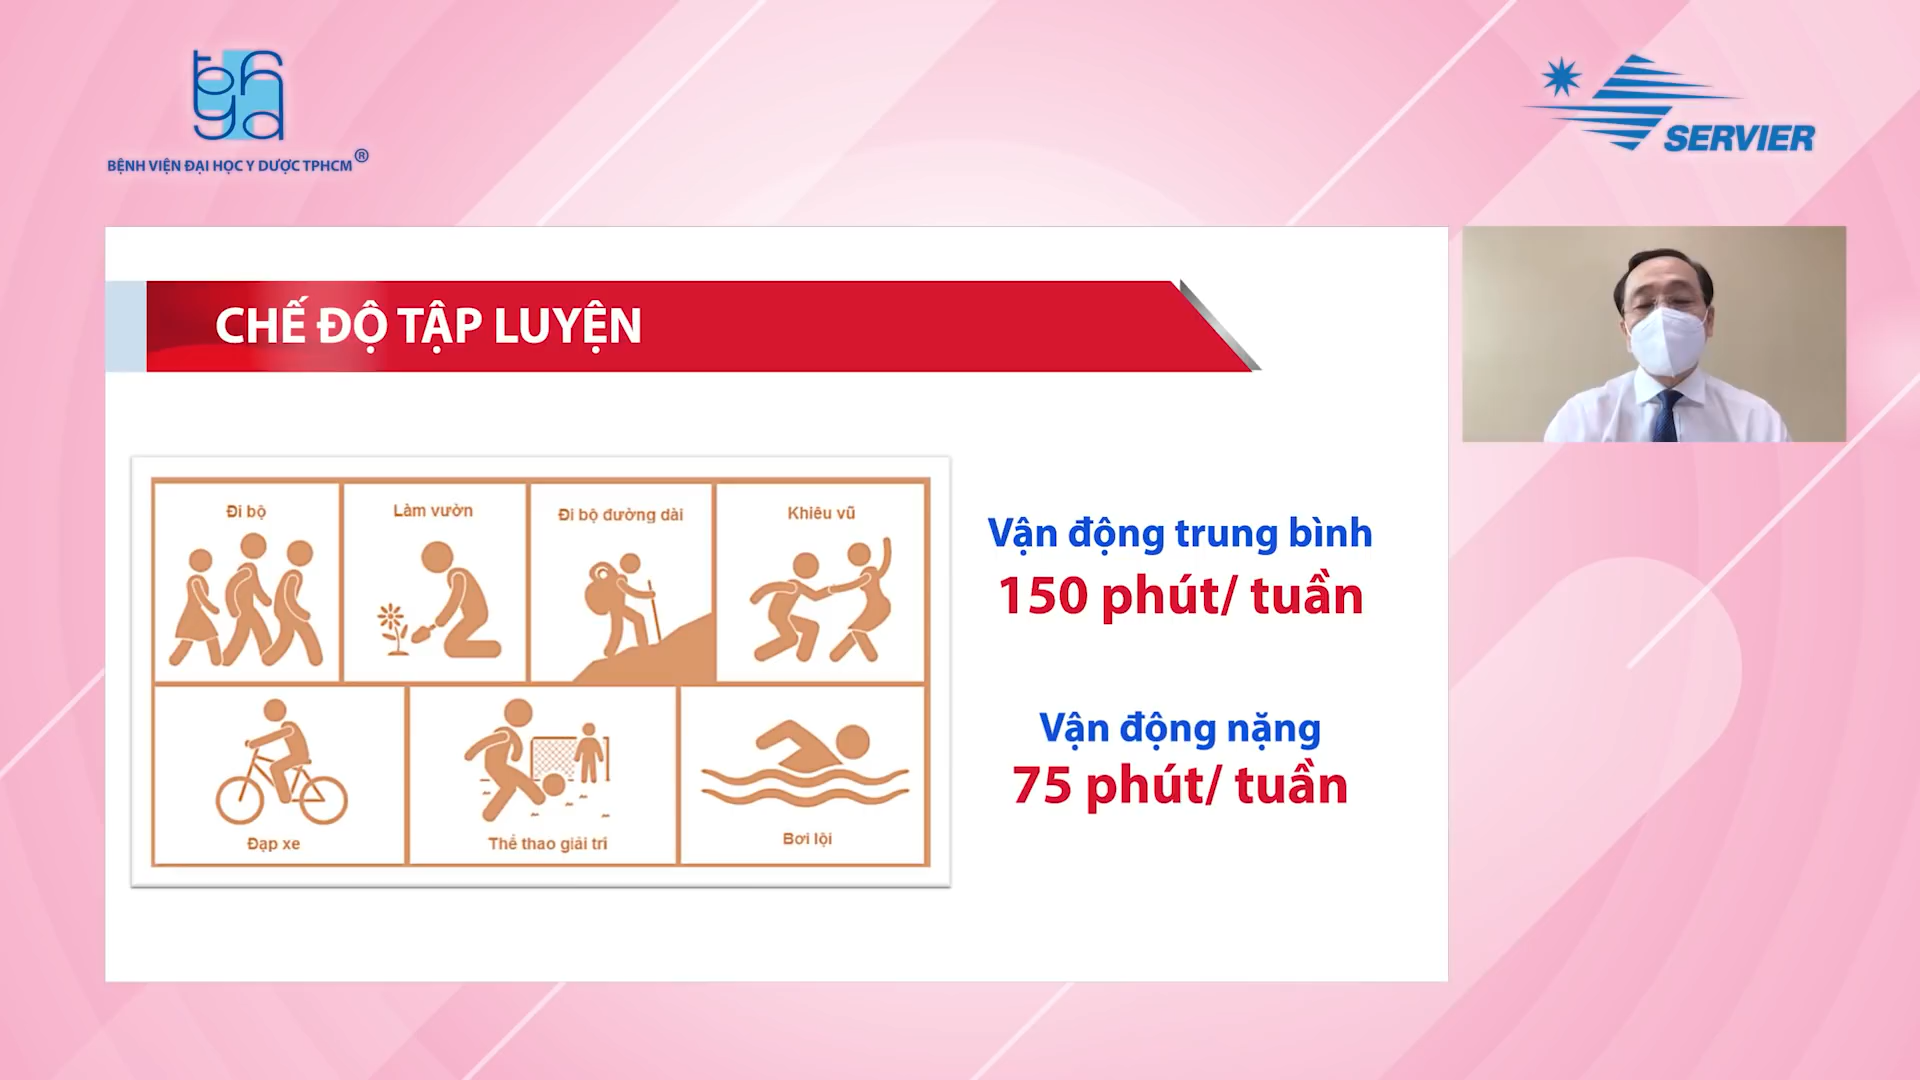 bh
yd
BỆNH VIỆN ĐẠI HỌC Y DƯỢC TPHCM®
SERVIER
CHẾ ĐỘ TẬP LUYỆN
Đi bộ
Làm vườn
Đi bộ đường dài
Khiêu vũ
Đạp xe
Thể thao giải trí
Bơi lội
Vận động trung bình
150 phút/ tuần
Vận động nặng
75 phút/ tuần